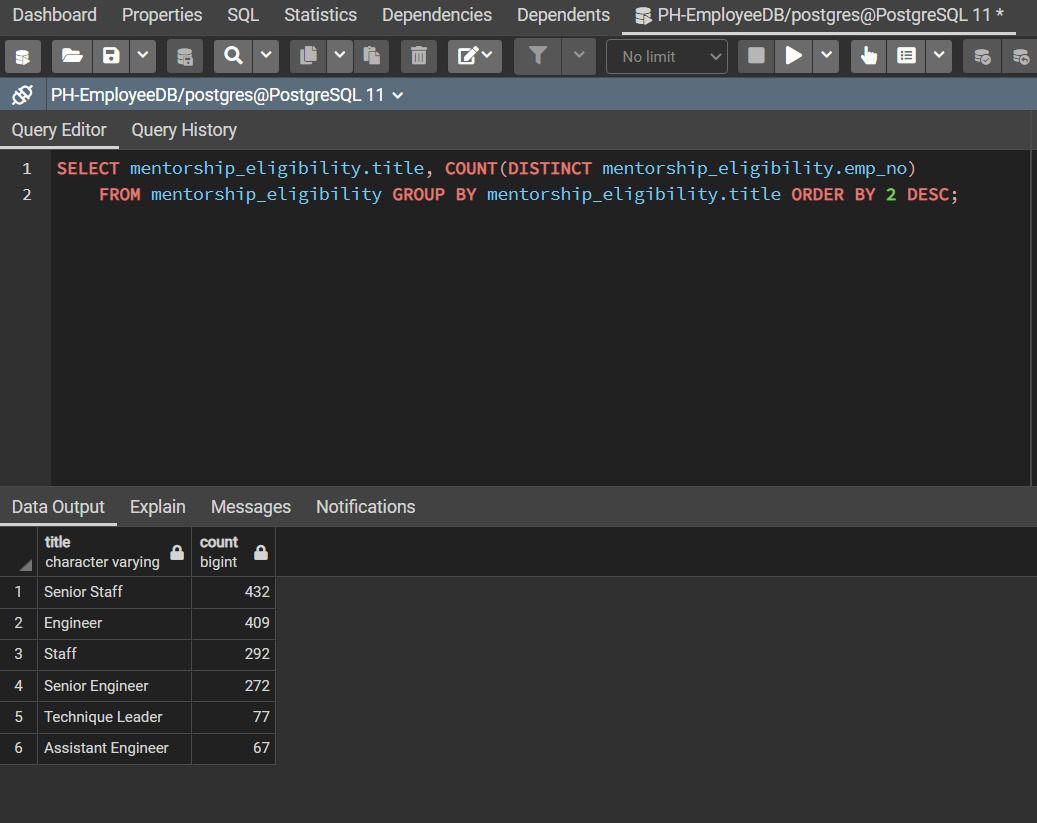 Dashboard Properties SQL Statistics Dependencies Dependents PH-EmployeeDB/postgres@PostgreSQL 11 *
No limit
PH-EmployeeDB/postgres@PostgreSQL 11
Query Editor Query History
1 SELECT mentorship_eligibility.title, COUNT(DISTINCT mentorship_eligibility.emp_no)
2 FROM mentorship_eligibility GROUP BY mentorship_eligibility.title ORDER BY 2 DESC;
Data Output Explain Messages Notifications
title count
character varying bigint
1 Senior Staff 432
2 Engineer 409
3 Staff 292
4 Senior Engineer 272
5 Technique Leader 77
6 Assistant Engineer 67